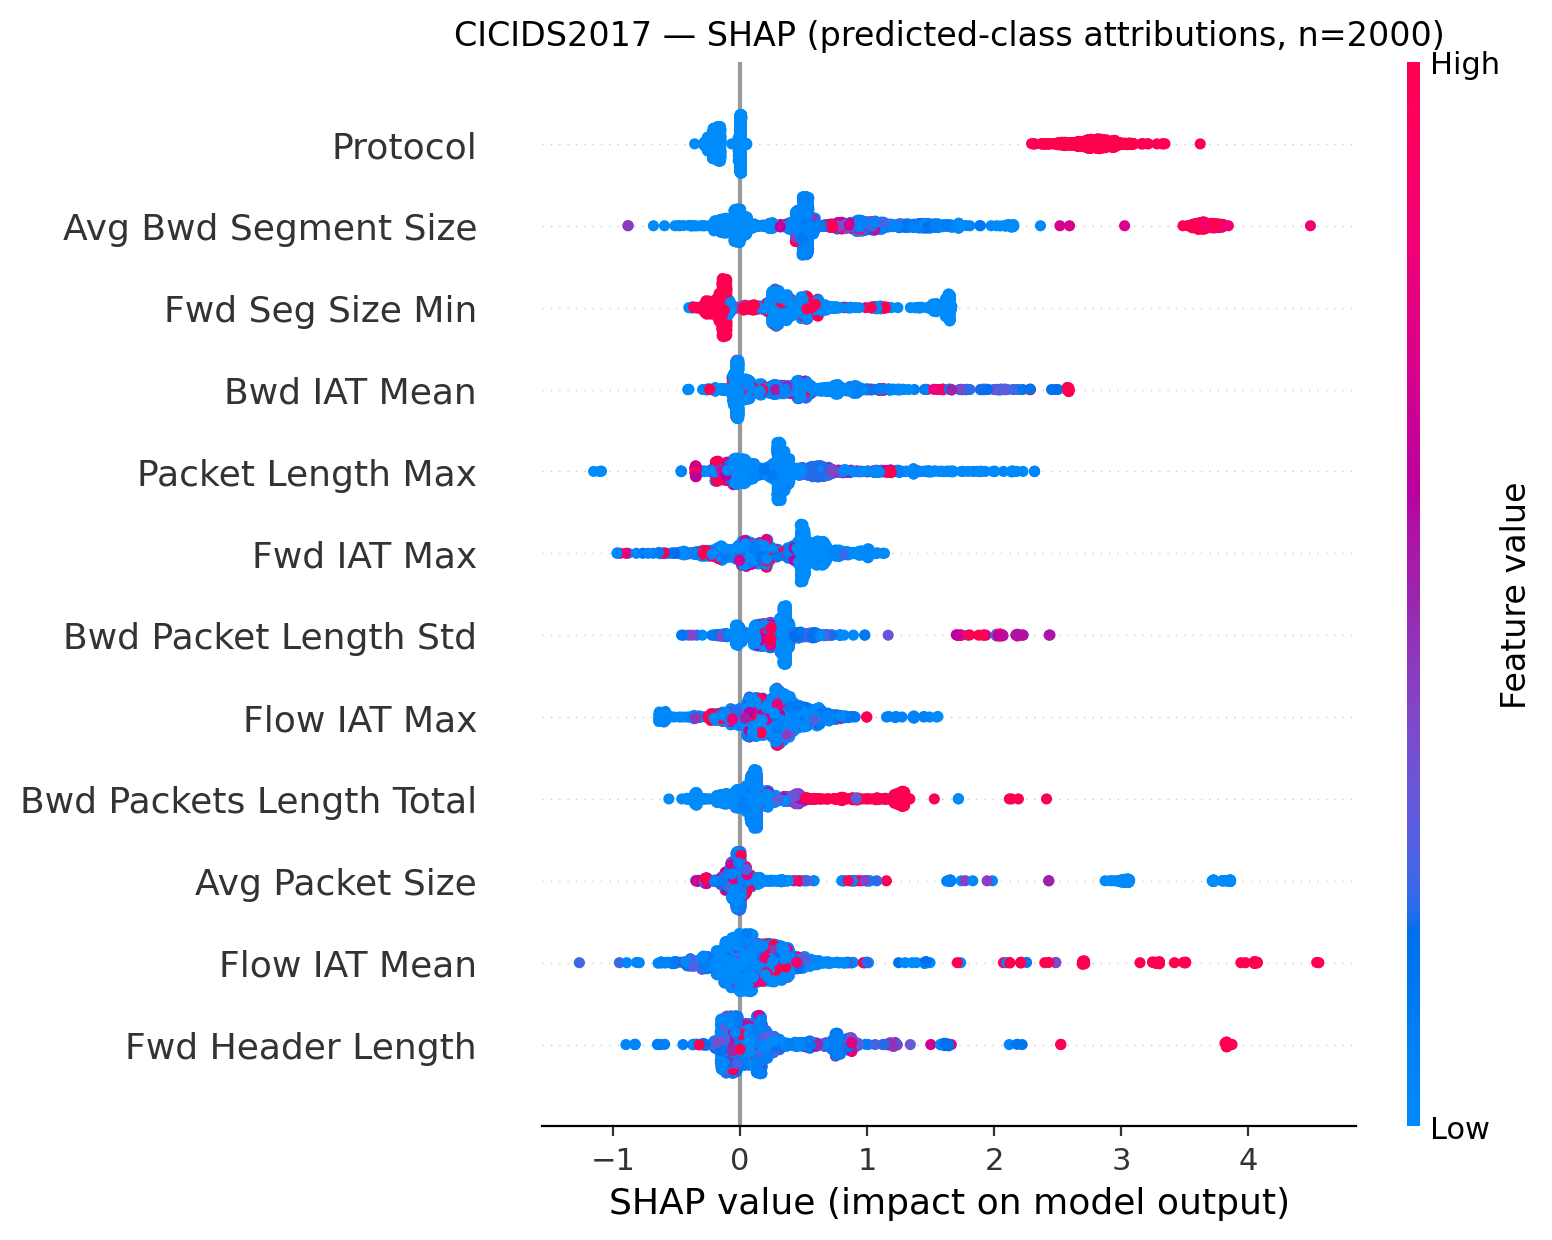 CICIDS2017 — SHAP (predicted-class attributions, n=2000)
High
Protocol
Avg Bwd Segment Size
Fwd Seg Size Min
Bwd IAT Mean
Packet Length Max
Fwd IAT Max
Bwd Packet Length Std
Flow IAT Max
Bwd Packets Length Total
Avg Packet Size
Flow IAT Mean
Fwd Header Length
Feature value
Low
−1 0 1 2 3 4
SHAP value (impact on model output)